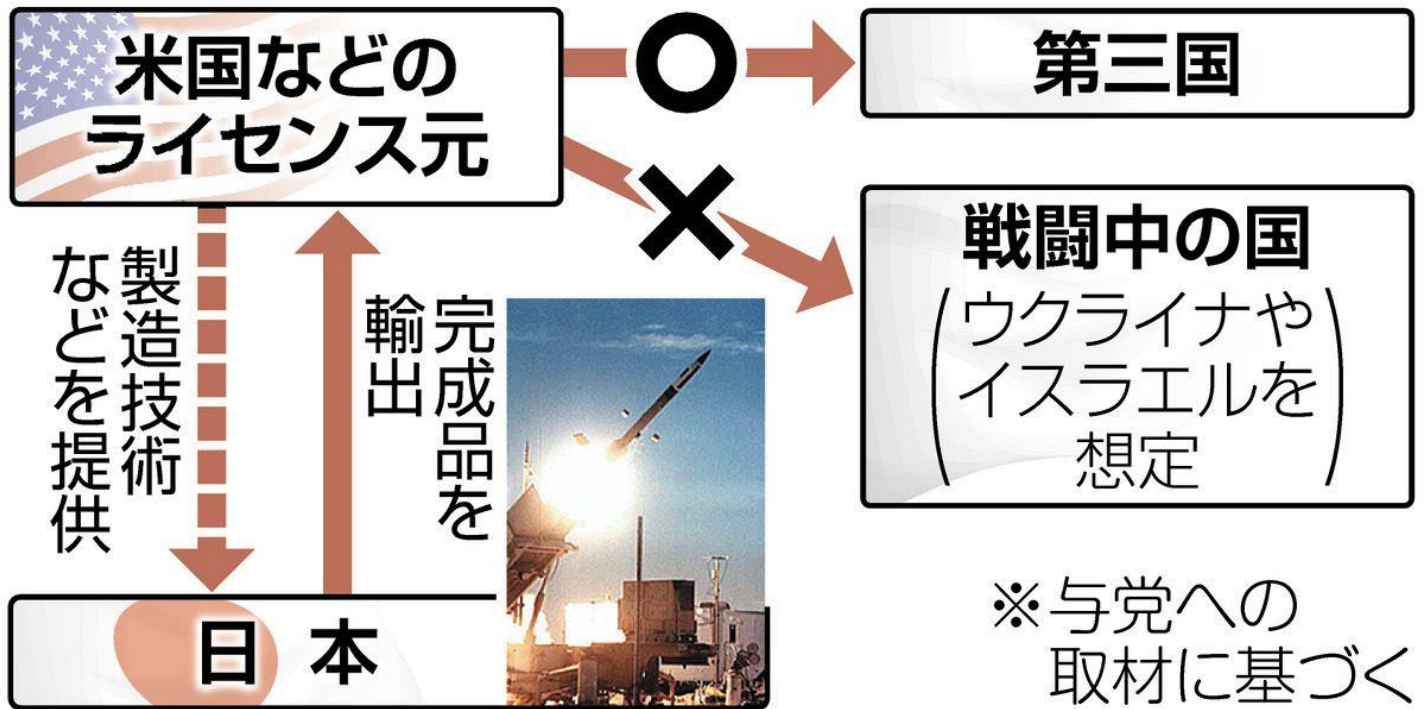 米国などの
ライセンス元
第三国
戦闘中の国
（ウクライナや
イスラエルを
想定）
製造技術
などを提供
完成品を
輸出
日本
※与党への
取材に基づく